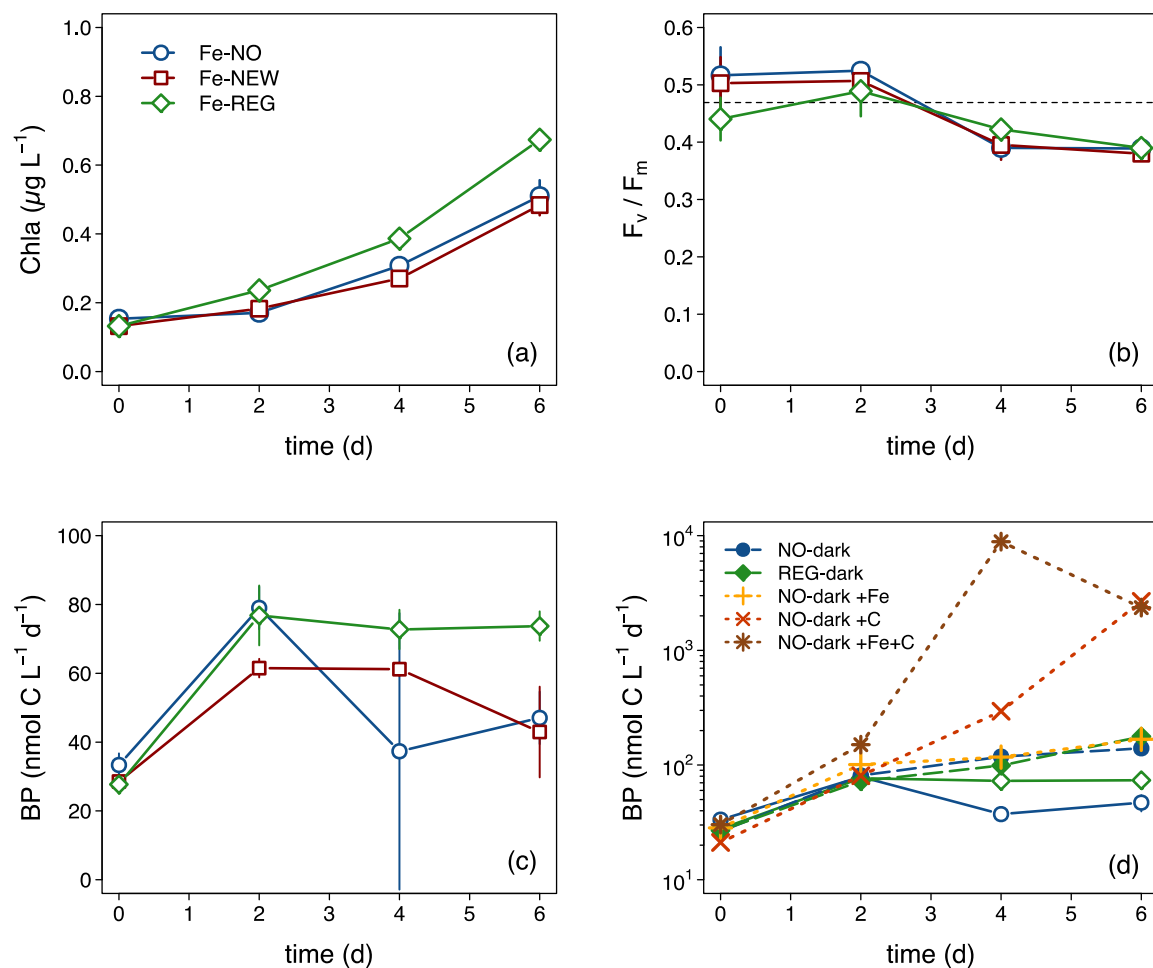 Chla (µg L⁻¹)
1.0
0.8
0.6
0.4
0.2
0.0
Fe-NO
Fe-NEW
Fe-REG
(a)
0 1 2 3 4 5 6
time (d)
Fᵥ / Fₘ
0.6
0.5
0.4
0.3
0.2
0.1
0.0
(b)
0 1 2 3 4 5 6
time (d)
BP (nmol C L⁻¹ d⁻¹)
100
80
60
40
20
0
(c)
0 1 2 3 4 5 6
time (d)
BP (nmol C L⁻¹ d⁻¹)
10⁴
10³
10²
10¹
NO-dark
REG-dark
NO-dark +Fe
NO-dark +C
NO-dark +Fe+C
(d)
0 1 2 3 4 5 6
time (d)